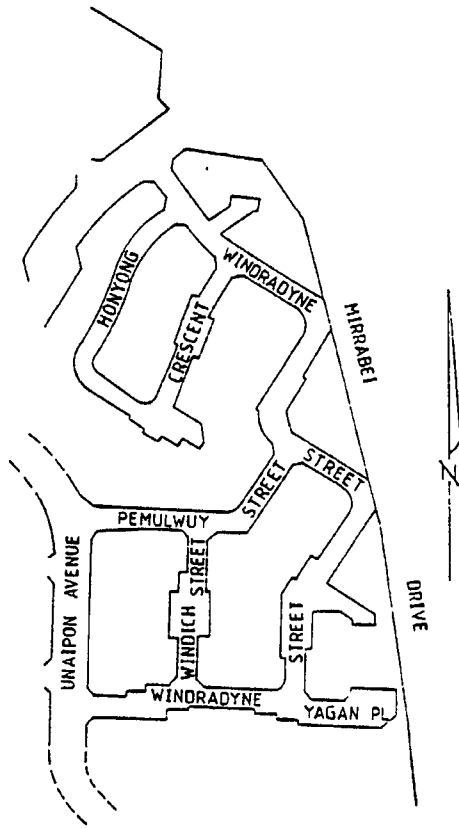 HONYONG
CRESCENT
WINDRADYNE
MIRRABEI
STREET
STREET
PEMULWUY
STREET
WINDICH
UNAIPON AVENUE
STREET
DRIVE
WINDRADYNE
YAGAN PL
N